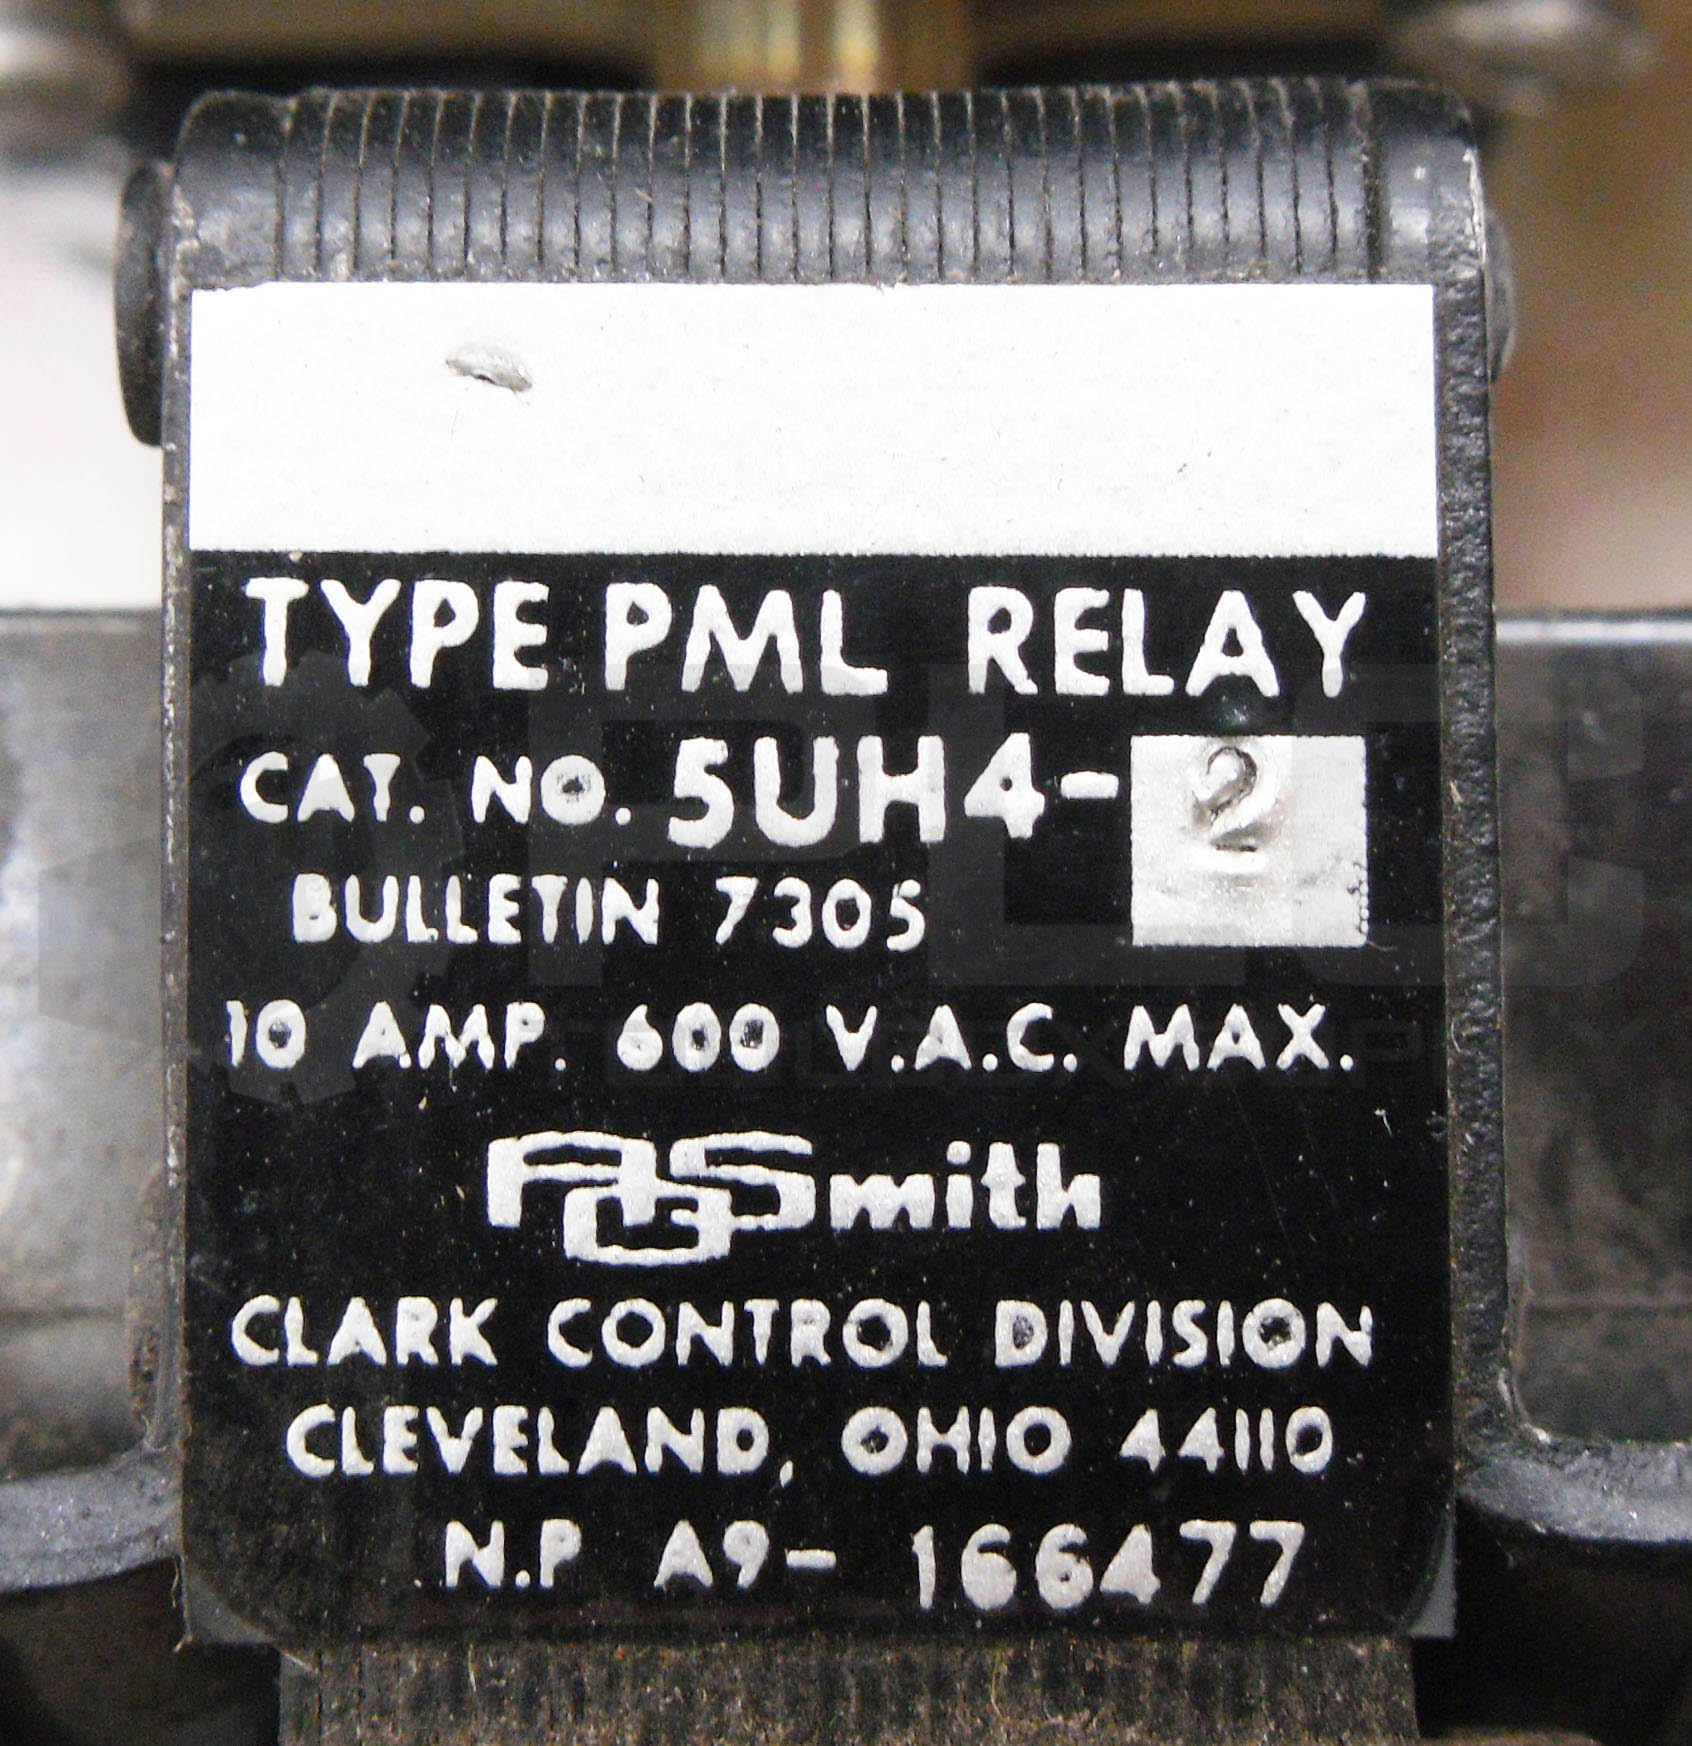 TYPE PML RELAY
CAT. NO. 5UH4-2
BULLETIN 7305
10 AMP. 600 V.A.C. MAX.
AOSmith
CLARK CONTROL DIVISION
CLEVELAND, OHIO 44110
N.P A9-166477
PLC